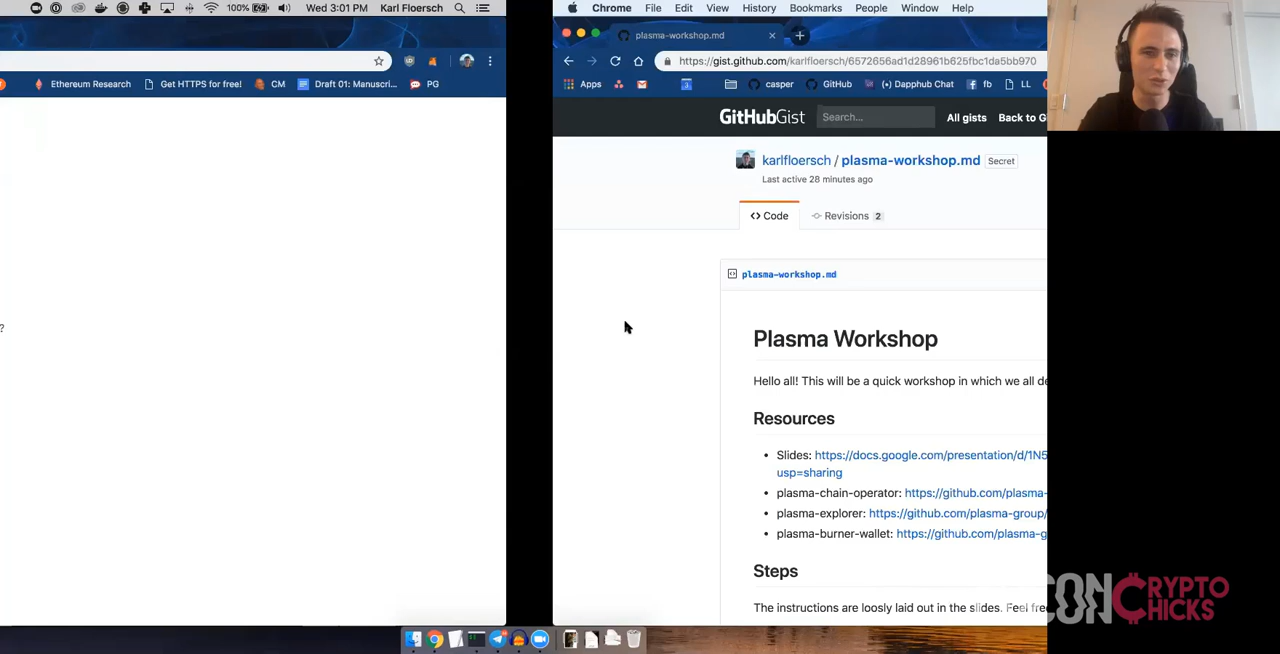 100% Wed 3:01 PM Karl Floersch
Ethereum Research Get HTTPS for free! CM Draft 01: Manuscri... PG
?
Chrome File Edit View History Bookmarks People Window Help
plasma-workshop.md
https://gist.github.com/karlfloersch/6572656ad1d28961b625fbc1da5bb970
Apps casper GitHub (+) Dapphub Chat fb LL
GitHubGist Search... All gists Back to G
karlfloersch / plasma-workshop.md Secret
Last active 28 minutes ago
Code Revisions 2
plasma-workshop.md
Plasma Workshop
Hello all! This will be a quick workshop in which we all de
Resources
Slides: https://docs.google.com/presentation/d/1N5
usp=sharing
plasma-chain-operator: https://github.com/plasma-
plasma-explorer: https://github.com/plasma-group/
plasma-burner-wallet: https://github.com/plasma-g
Steps
The instructions are loosly laid out in the slides. Feel fre
CON CRYPTO
CHICKS